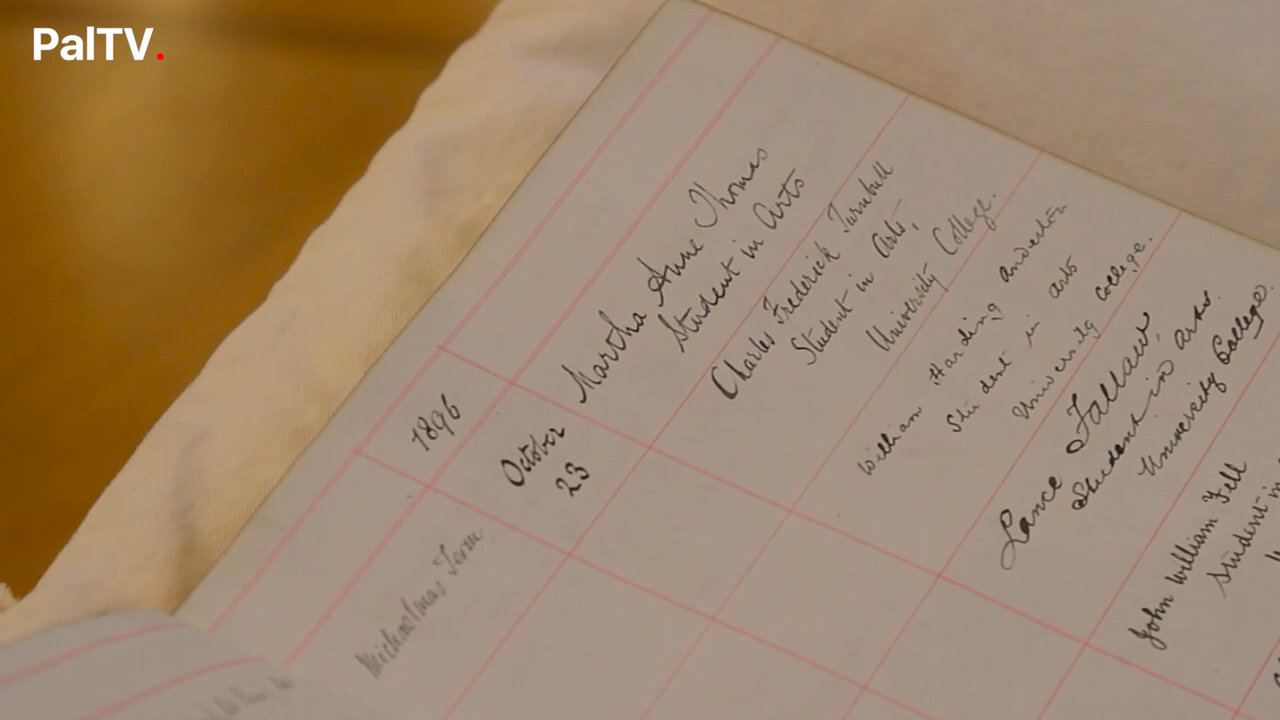 PalTV.
1896
Michaelmas Term
October
23
Martha Anne Thomas
Student in Arts
Charles Frederick Turnbull
Student in Arts,
University College.
William Harding Anderton
Student in arts
University College.
Lance Fallaw,
Student in arts.
University College.
John William Fell
Student in